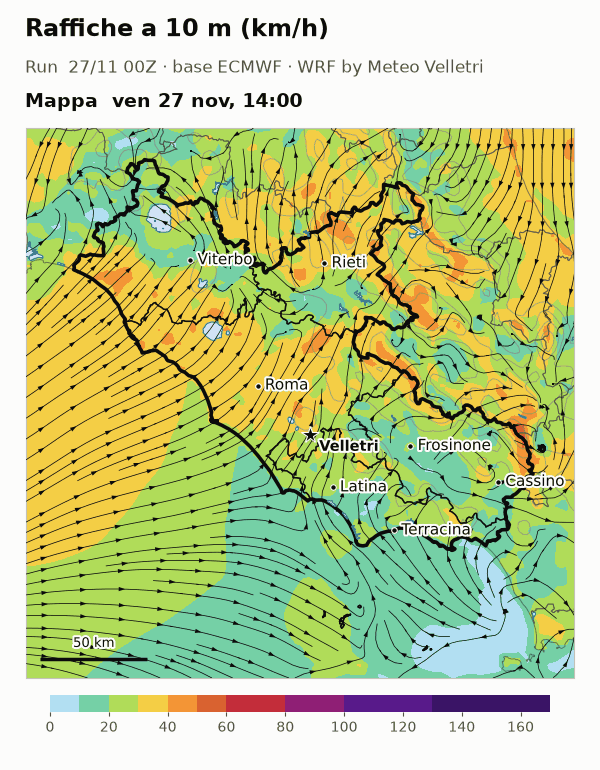 Raffiche a 10 m (km/h)
Run 27/11 00Z · base ECMWF · WRF by Meteo Velletri
Mappa ven 27 nov, 14:00
Viterbo
Rieti
Roma
Velletri
Frosinone
Latina
Cassino
Terracina
50 km
0 20 40 60 80 100 120 140 160